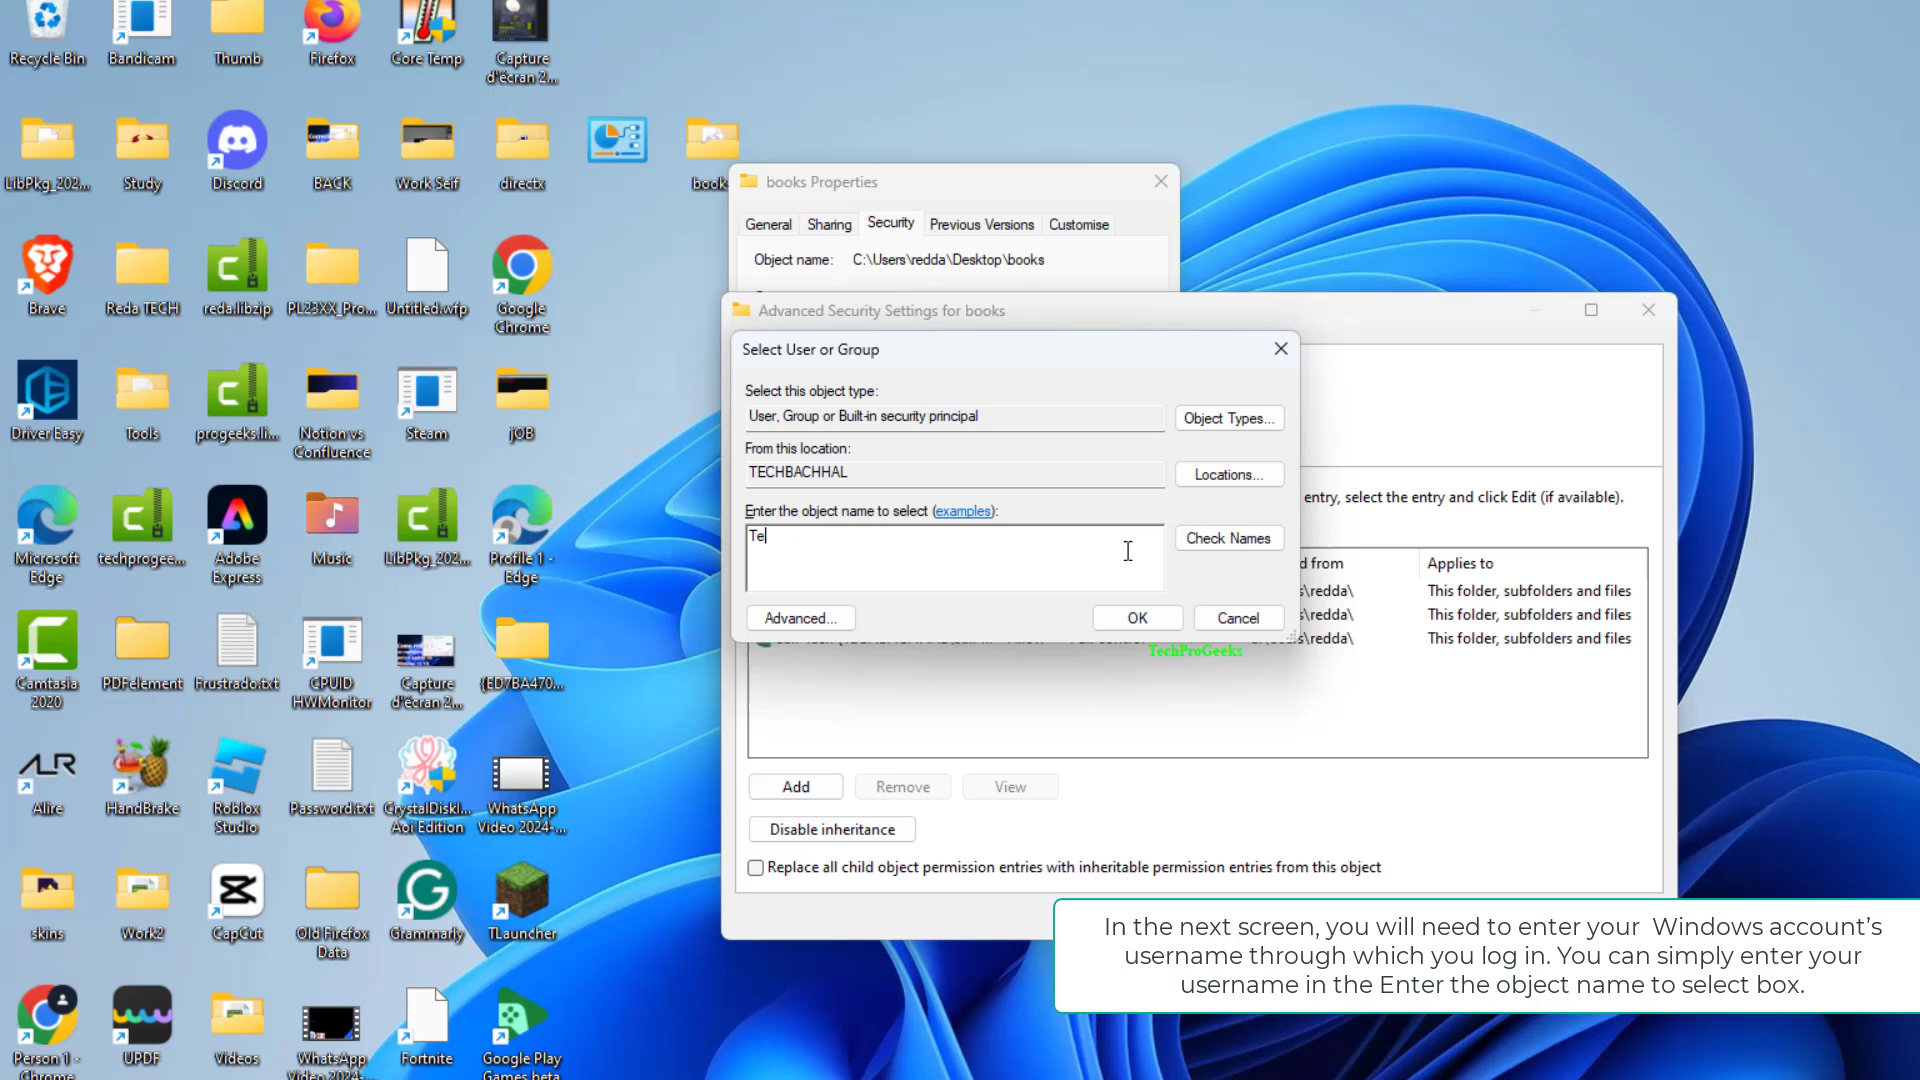 Recycle Bin
Bandicam
Thumb
Firefox
Core Temp
Capture
d'écran 2...
LibPkg_202...
Study
Discord
BACK
Work Seif
directx
book
Brave
Reda TECH
reda.libzip
PL23XX_Pro...
Untitled.wfp
Google
Chrome
Driver Easy
Tools
progeeks.li...
Notion vs
Confluence
Steam
jOB
Microsoft
Edge
techprogee...
Adobe
Express
Music
LibPkg_202...
Profile 1 -
Edge
Camtasia
2020
PDFelement
Frustrado.txt
CPUID
HWMonitor
Capture
d'écran 2...
{ED7BA470...
Alire
HandBrake
Roblox
Studio
Password.txt
CrystalDiskI...
Aoi Edition
WhatsApp
Video 2024-...
skins
Work2
CapCut
Old Firefox
Data
Grammarly
TLauncher
Person 1 -
Chrome
UPDF
Videos
WhatsApp
Video 2024-...
Fortnite
Google Play
Games beta
books Properties
General Sharing Security Previous Versions Customise
Object name: C:\Users\redda\Desktop\books
Advanced Security Settings for books
Select User or Group
Select this object type:
User, Group or Built-in security principal
Object Types...
From this location:
TECHBACHHAL
Locations...
Enter the object name to select (examples):
Te
Check Names
Advanced...
OK
Cancel
entry, select the entry and click Edit (if available).
d from Applies to
s\redda\ This folder, subfolders and files
s\redda\ This folder, subfolders and files
s\redda\ This folder, subfolders and files
TechProGeeks
Add
Remove
View
Disable inheritance
Replace all child object permission entries with inheritable permission entries from this object
In the next screen, you will need to enter your Windows account’s
username through which you log in. You can simply enter your
username in the Enter the object name to select box.